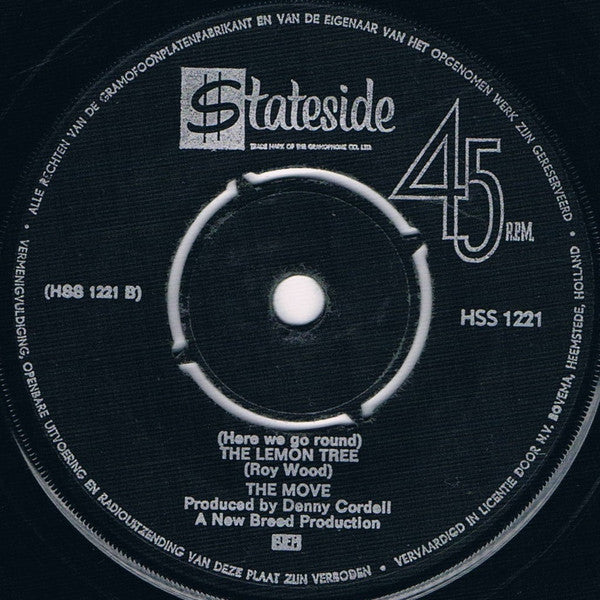 ALLE RECHTEN VAN DE GRAMOFOONPLATENFABRIKANT EN VAN DE EIGENAAR VAN HET OPGENOMEN WERK ZIJN GERESERVEERD •
$tateside
TRADE MARK OF THE GRAMOPHONE CO. LTD.
45 R.P.M.
(HSS 1221 B)
HSS 1221
(Here we go round)
THE LEMON TREE
(Roy Wood)
THE MOVE
Produced by Denny Cordell
A New Breed Production
• VERMENIGVULDIGING, OPENBARE UITVOERING EN RADIOUITZENDING VAN DEZE PLAAT ZIJN VERBODEN •
VERVAARDIGD IN LICENTIE DOOR N.V. BOVEMA, HEEMSTEDE, HOLLAND •